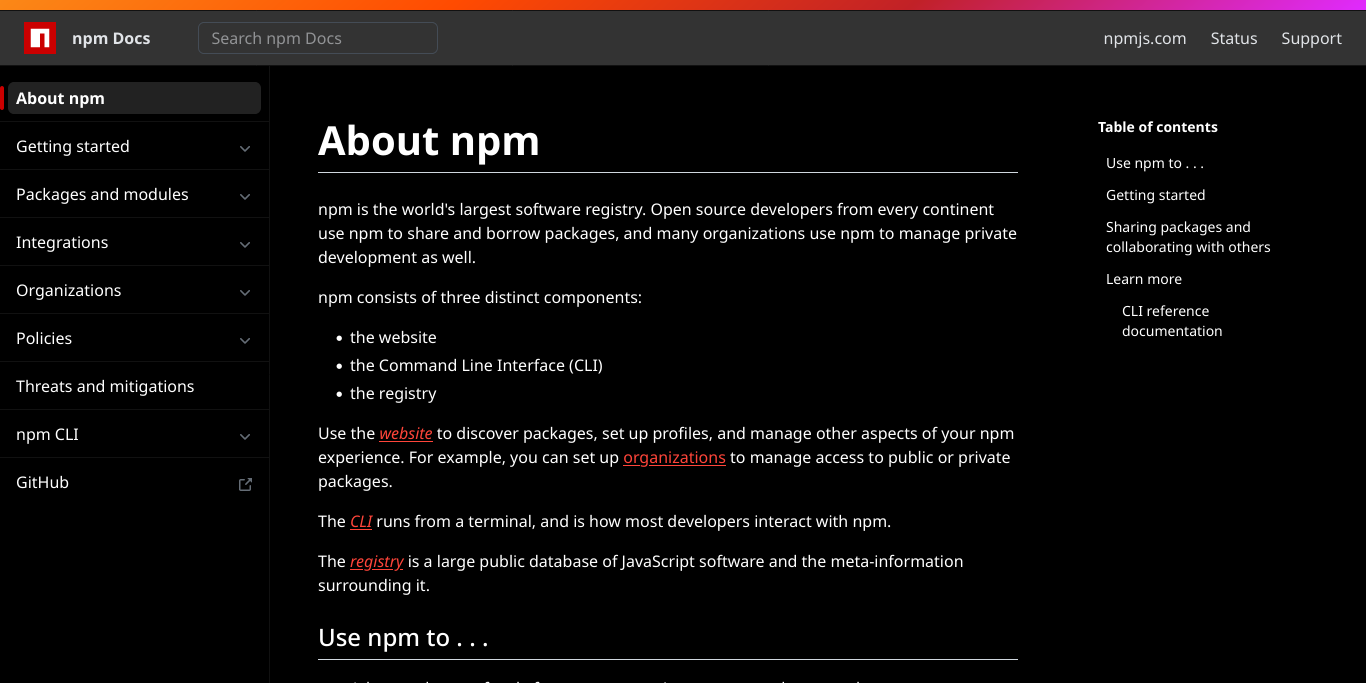 npm Docs
Search npm Docs
npmjs.com
Status
Support
About npm
Getting started
Packages and modules
Integrations
Organizations
Policies
Threats and mitigations
npm CLI
GitHub
About npm
npm is the world's largest software registry. Open source developers from every continent
use npm to share and borrow packages, and many organizations use npm to manage private
development as well.
npm consists of three distinct components:
• the website
• the Command Line Interface (CLI)
• the registry
Use the website to discover packages, set up profiles, and manage other aspects of your npm
experience. For example, you can set up organizations to manage access to public or private
packages.
The CLI runs from a terminal, and is how most developers interact with npm.
The registry is a large public database of JavaScript software and the meta-information
surrounding it.
Use npm to . . .
Table of contents
Use npm to . . .
Getting started
Sharing packages and
collaborating with others
Learn more
CLI reference
documentation